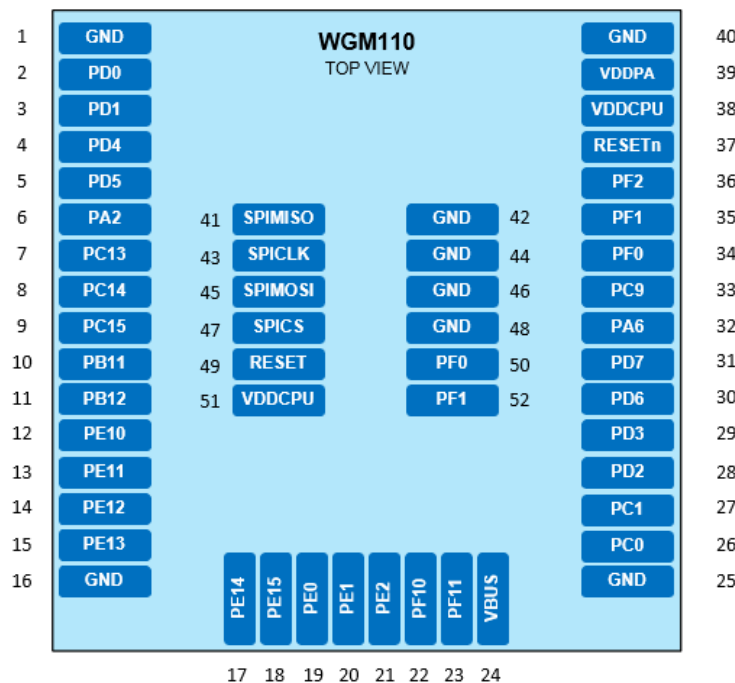 WGM110
TOP VIEW
1 GND GND 40
2 PD0 VDDPA 39
3 PD1 VDDCPU 38
4 PD4 RESETn 37
5 PD5 PF2 36
6 PA2 41 SPIMISO GND 42 PF1 35
7 PC13 43 SPICLK GND 44 PF0 34
8 PC14 45 SPIMOSI GND 46 PC9 33
9 PC15 47 SPICS GND 48 PA6 32
10 PB11 49 RESET PF0 50 PD7 31
11 PB12 51 VDDCPU PF1 52 PD6 30
12 PE10 PD3 29
13 PE11 PD2 28
14 PE12 PC1 27
15 PE13 PC0 26
16 GND GND 25
PE14 PE15 PE0 PE1 PE2 PF10 PF11 VBUS
17 18 19 20 21 22 23 24